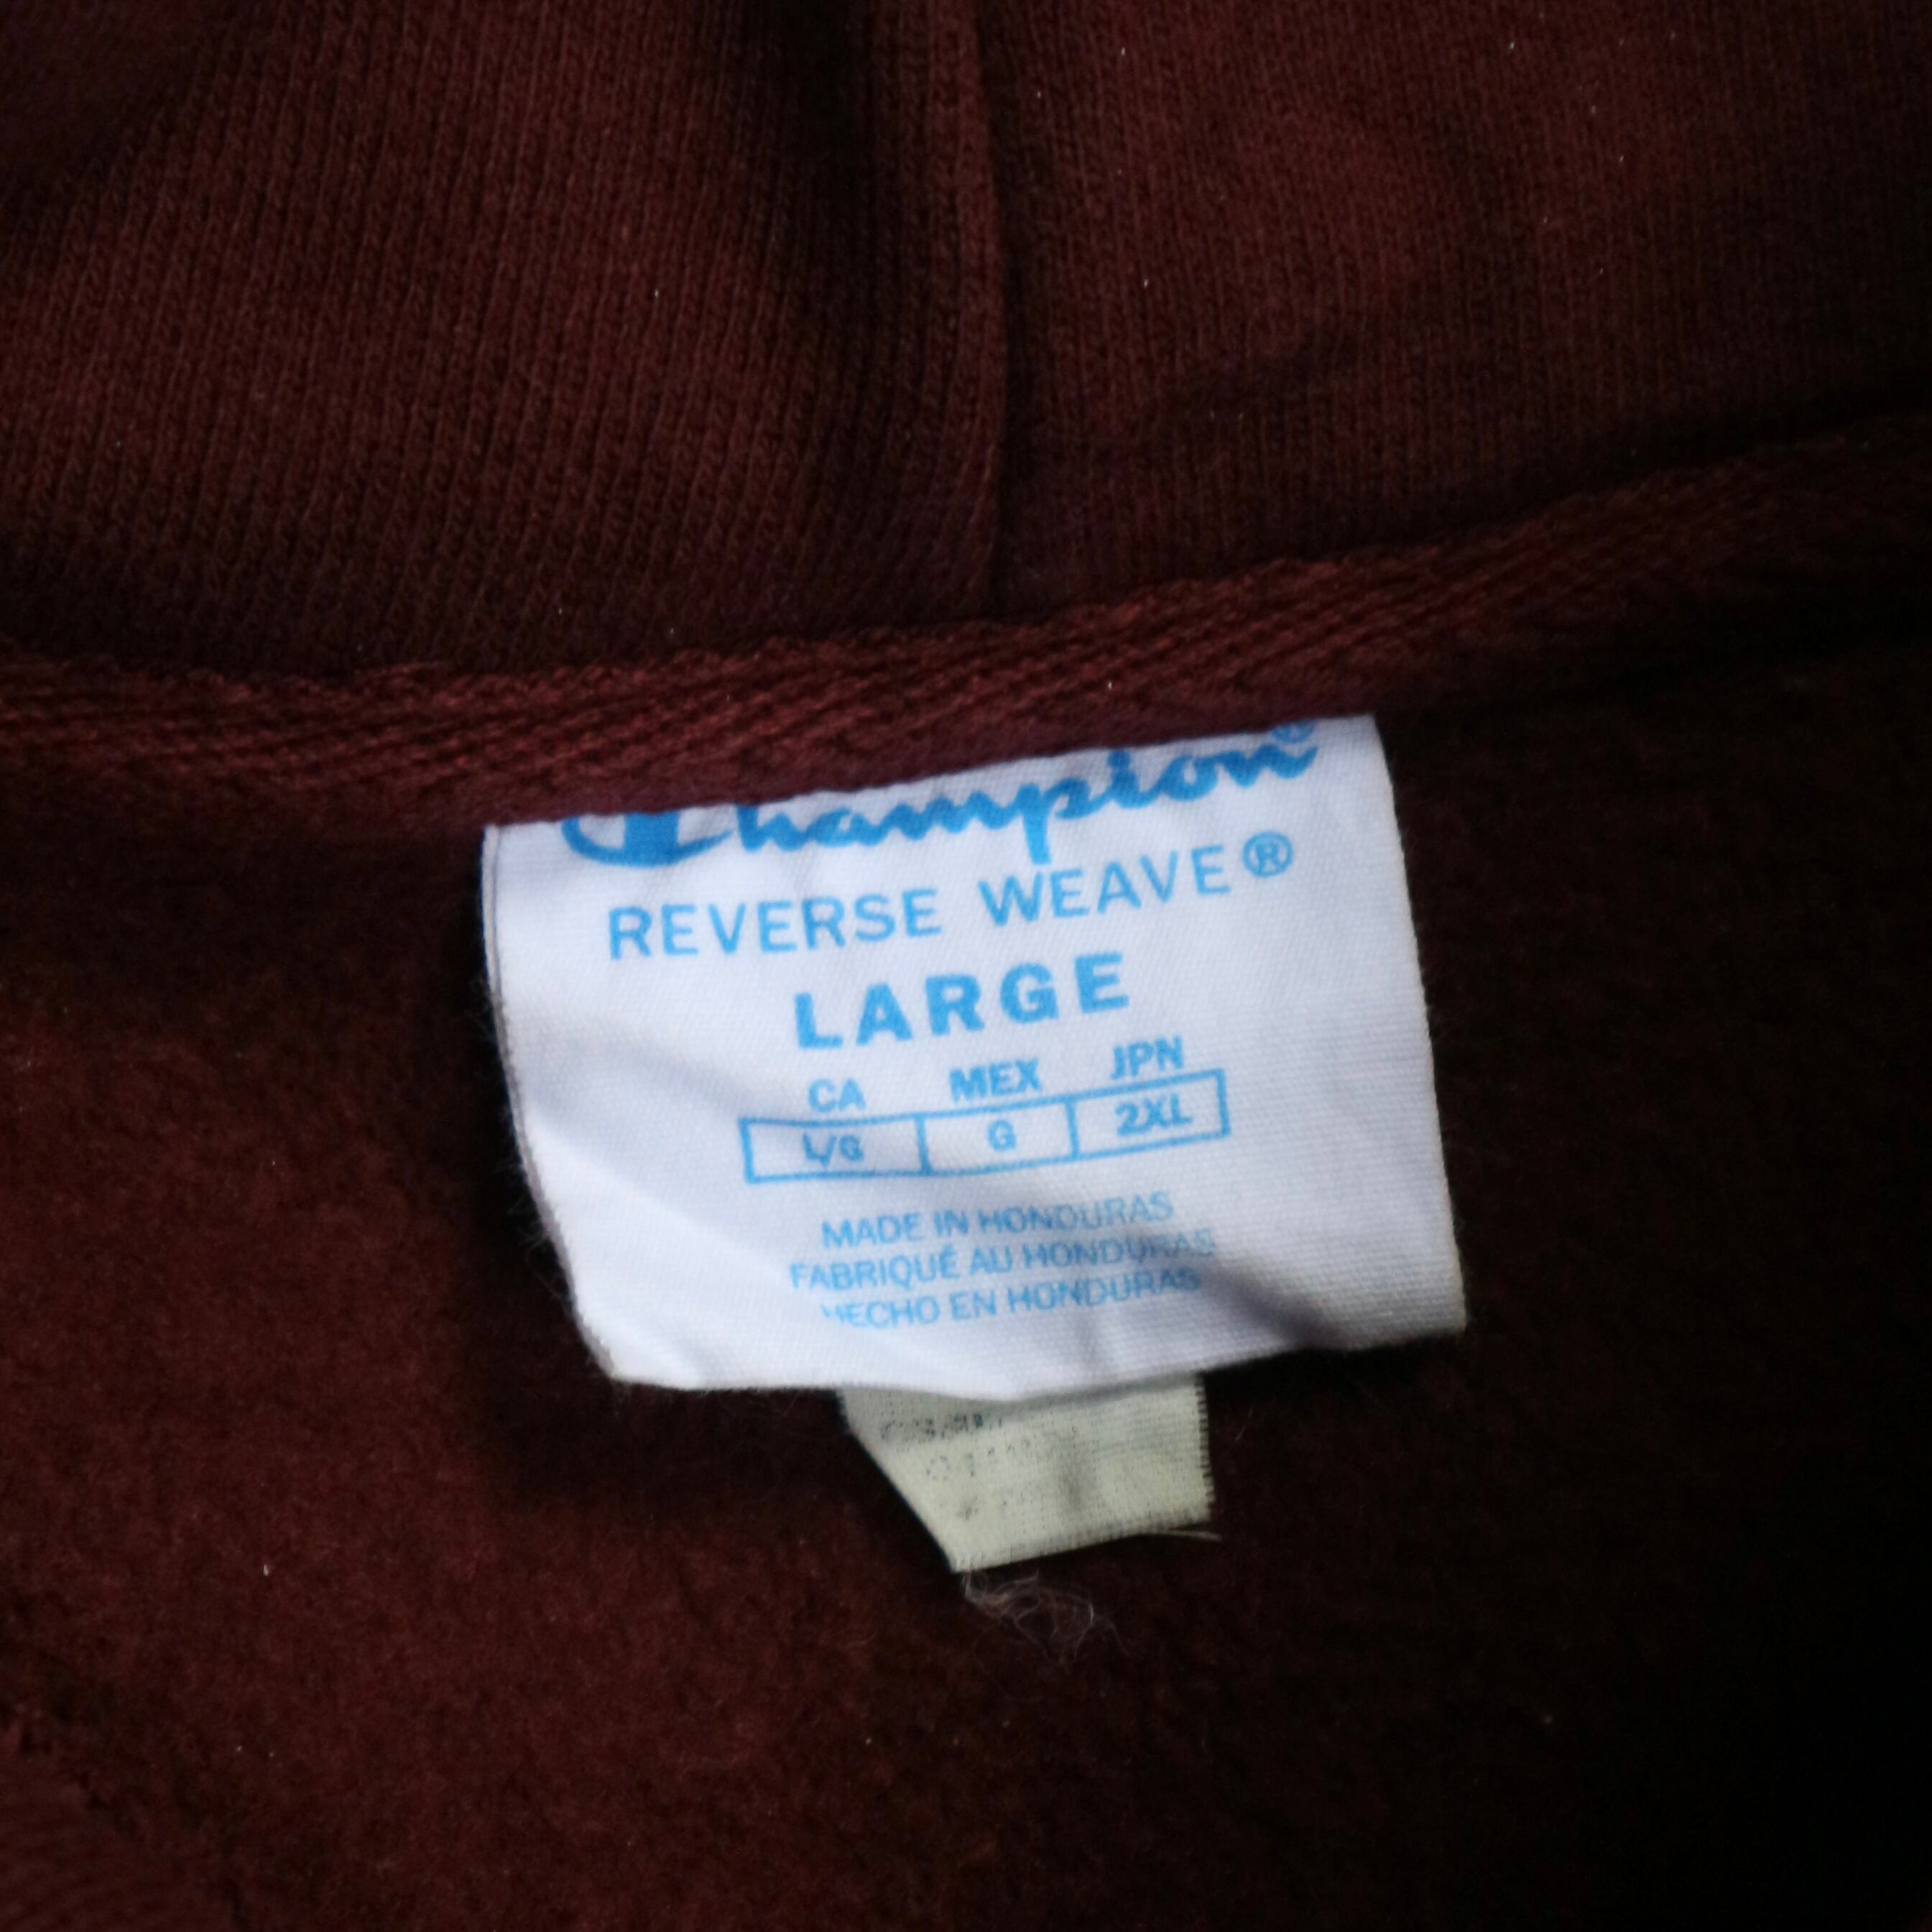 Champion®
REVERSE WEAVE®
LARGE
CA MEX JPN
L/G G 2XL
MADE IN HONDURAS
FABRIQUÉ AU HONDURAS
HECHO EN HONDURAS